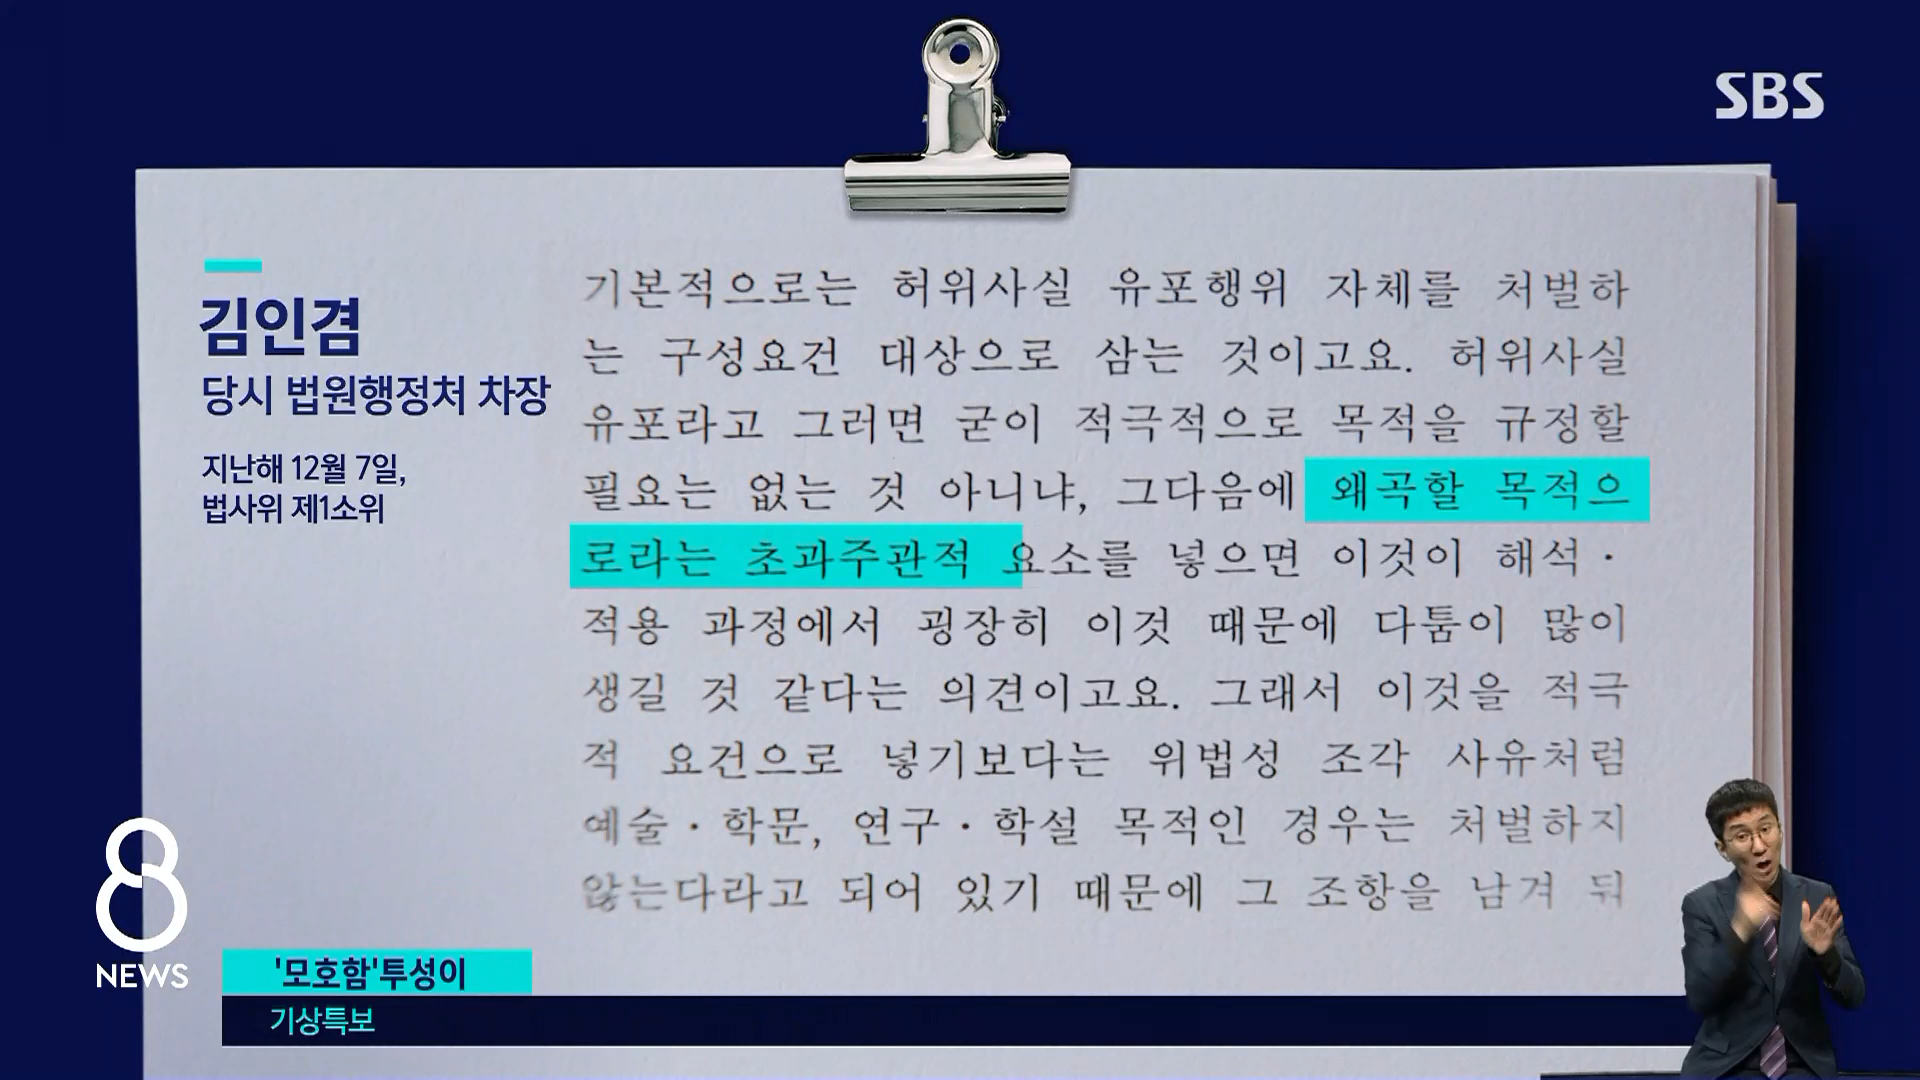 SBS
김인겸
당시 법원행정처 차장
지난해 12월 7일,
법사위 제1소위
기본적으로는 허위사실 유포행위 자체를 처벌하
는 구성요건 대상으로 삼는 것이고요. 허위사실
유포라고 그러면 굳이 적극적으로 목적을 규정할
필요는 없는 것 아니냐, 그다음에 왜곡할 목적으
로라는 초과주관적 요소를 넣으면 이것이 해석·
적용 과정에서 굉장히 이것 때문에 다툼이 많이
생길 것 같다는 의견이고요. 그래서 이것을 적극
적 요건으로 넣기보다는 위법성 조각 사유처럼
예술·학문, 연구·학설 목적인 경우는 처벌하지
않는다라고 되어 있기 때문에 그 조항을 남겨 둬
8
NEWS
'모호함'투성이
기상특보